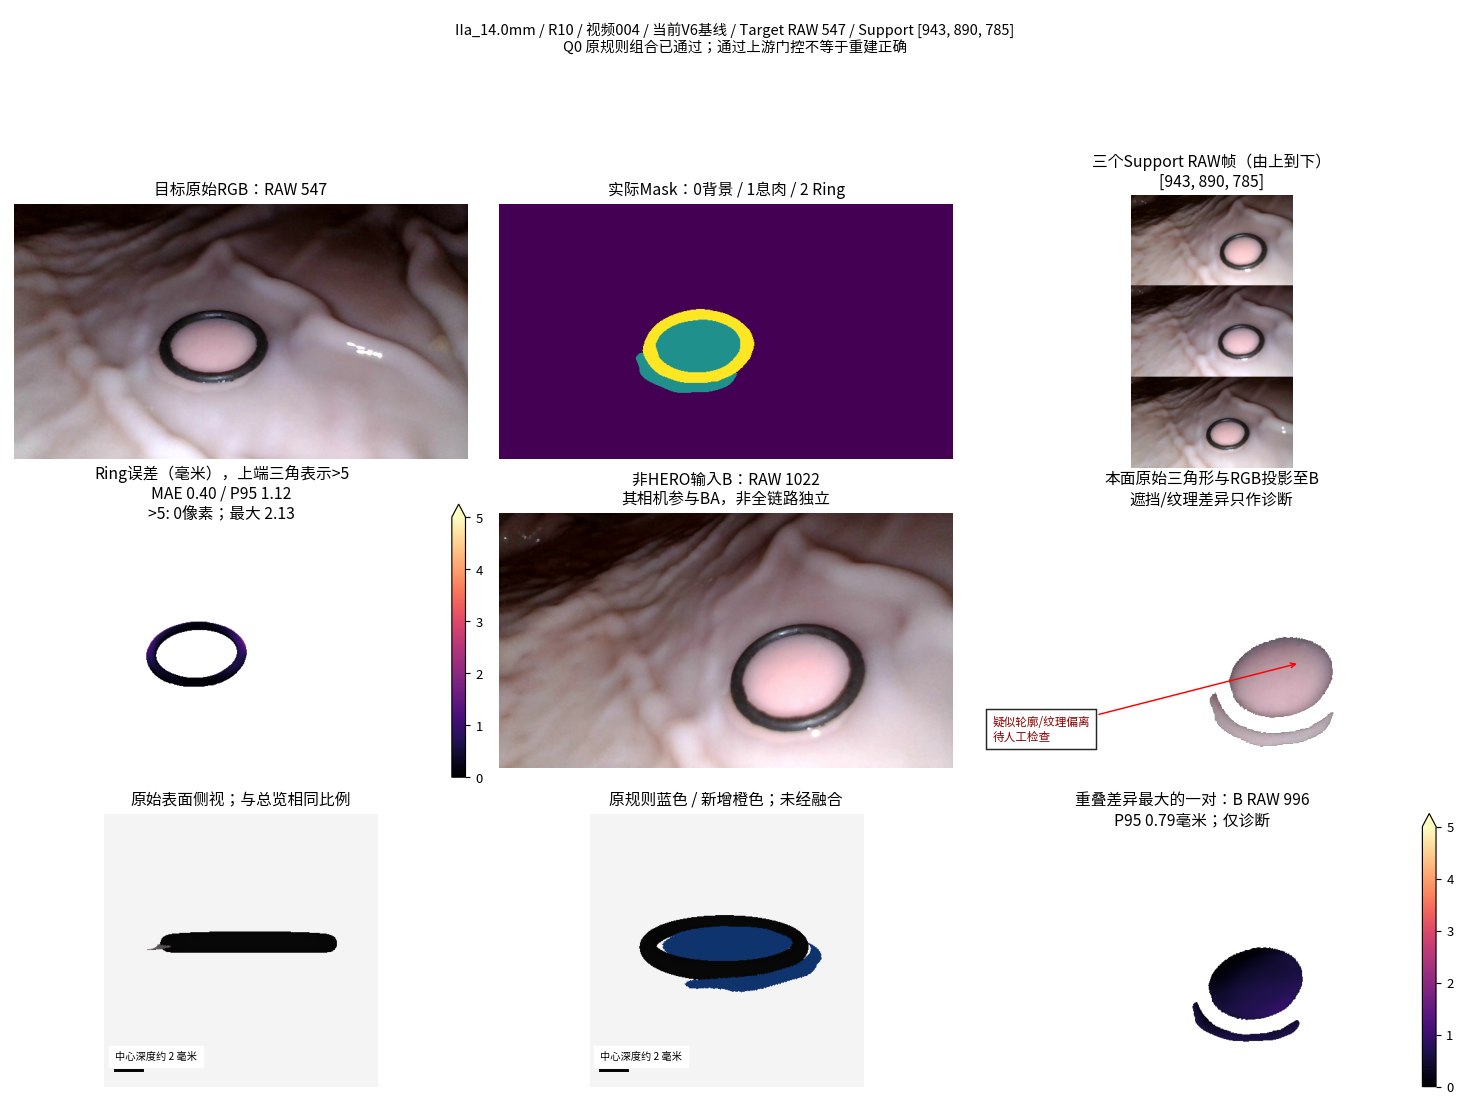 IIa_14.0mm / R10 / 视频004 / 当前V6基线 / Target RAW 547 / Support [943, 890, 785]
Q0 原规则组合已通过；通过上游门控不等于重建正确
目标原始RGB：RAW 547
实际Mask：0背景 / 1息肉 / 2 Ring
三个Support RAW帧（由上到下）
[943, 890, 785]
Ring误差（毫米），上端三角表示>5
MAE 0.40 / P95 1.12
>5: 0像素；最大 2.13
5
4
3
2
1
0
非HERO输入B：RAW 1022
其相机参与BA，非全链路独立
本面原始三角形与RGB投影至B
遮挡/纹理差异只作诊断
疑似轮廓/纹理偏离
待人工检查
原始表面侧视；与总览相同比例
中心深度约 2 毫米
原规则蓝色 / 新增橙色；未经融合
中心深度约 2 毫米
重叠差异最大的一对：B RAW 996
P95 0.79毫米；仅诊断
5
4
3
2
1
0